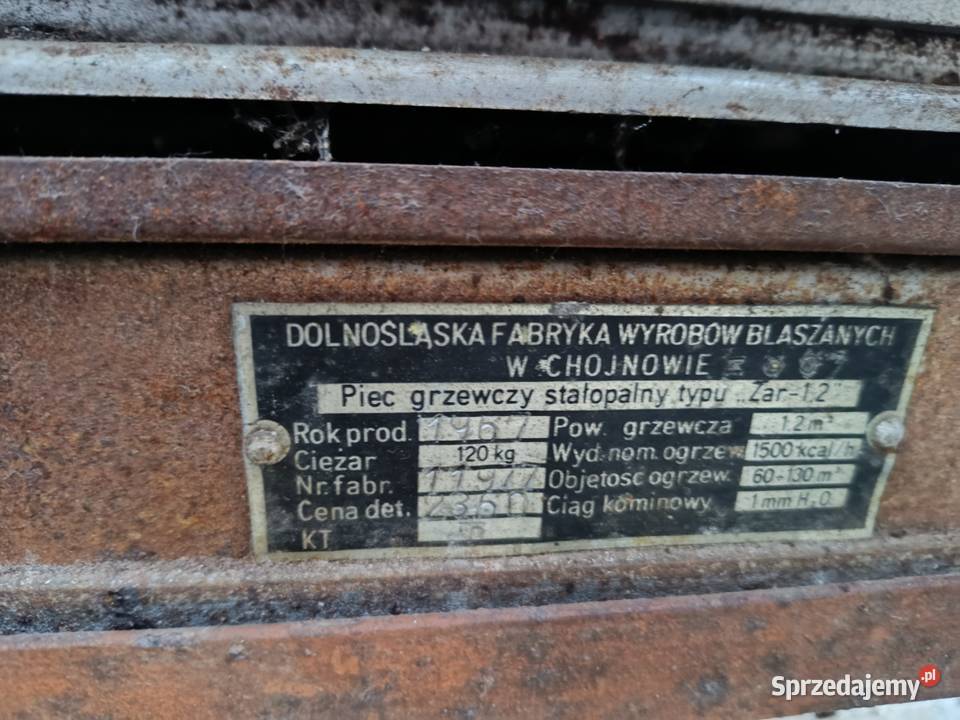 DOLNOŚLĄSKA FABRYKA WYROBÓW BLASZANYCH
W CHOJNOWIE
Piec grzewczy stałopalny typu „Żar-1,2"
Rok prod. 1967 Pow. grzewcza 1,2 m²
Ciężar 120 kg Wyd. nom. ogrzew. 1500 kcal/h
Nr. fabr. 11977 Objętość ogrzew. 60÷130 m³
Cena det. Ciąg kominowy 1 mm H₂O
KT
Sprzedajemy.pl